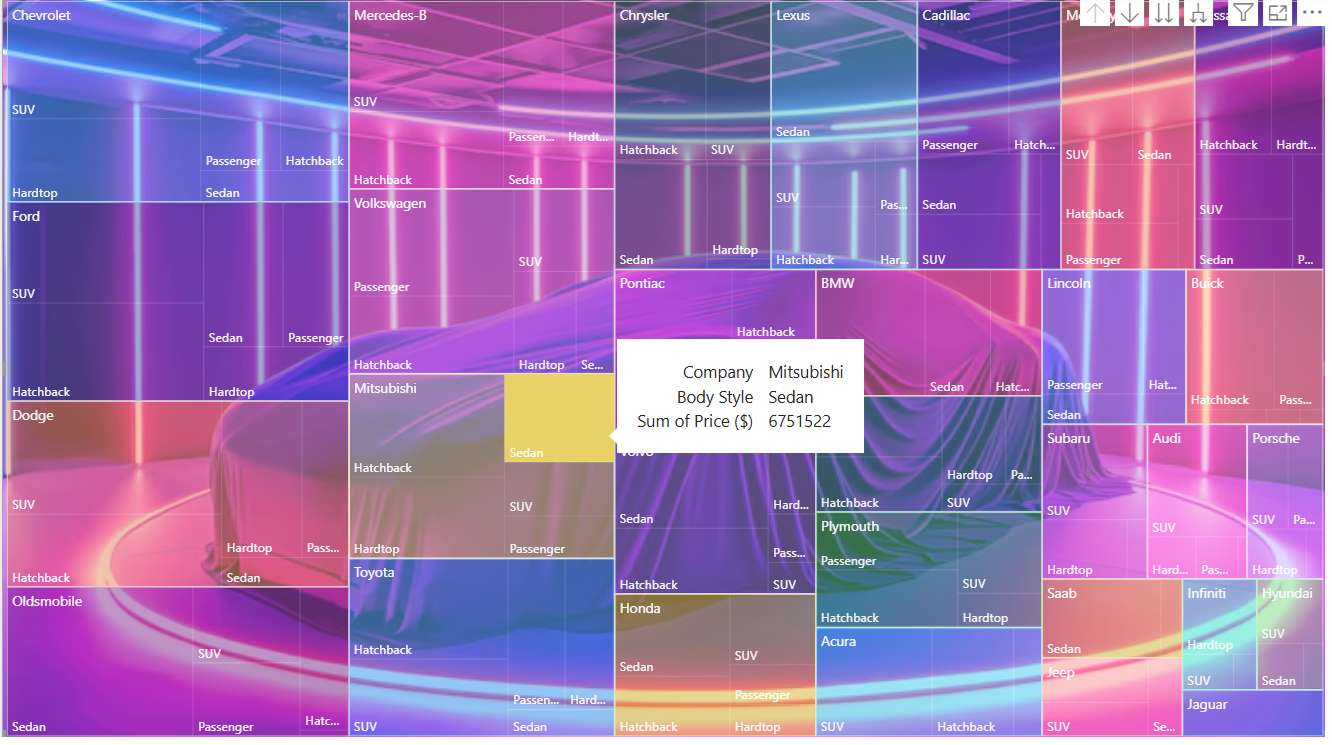 Chevrolet
SUV
Passenger
Hatchback
Hardtop
Sedan
Ford
SUV
Sedan
Passenger
Hatchback
Hardtop
Dodge
SUV
Hardtop
Pass...
Hatchback
Sedan
Oldsmobile
SUV
Sedan
Passenger
Hatc...
Mercedes-B
SUV
Passen...
Hardt...
Hatchback
Sedan
Volkswagen
SUV
Passenger
Hatchback
Hardtop
Se...
Mitsubishi
Sedan
Hatchback
SUV
Hardtop
Passenger
Toyota
Hatchback
Passen...
Hard...
SUV
Sedan
Chrysler
Hatchback
SUV
Hardtop
Sedan
Lexus
Sedan
SUV
Pas...
Hatchback
Har...
Cadillac
Passenger
Hatch...
Sedan
SUV
SUV
Sedan
Hatchback
Passenger
Hatchback
Hardt...
SUV
Sedan
P...
Pontiac
Hatchback
BMW
Sedan
Hatc...
Company Mitsubishi
Body Style Sedan
Sum of Price ($) 6751522
Volvo
Hard...
Sedan
Pass...
Hatchback
SUV
Hardtop
Pa...
Hatchback
SUV
Plymouth
Passenger
SUV
Hatchback
Hardtop
Honda
SUV
Sedan
Passenger
Hatchback
Hardtop
Acura
SUV
Hatchback
Lincoln
Passenger
Hat...
Sedan
Buick
Hatchback
Pass...
Subaru
SUV
Hardtop
Audi
SUV
Hard...
Pass...
Porsche
SUV
Pa...
Hardtop
Saab
Sedan
Infiniti
Hardtop
SUV
Hyundai
SUV
Sedan
Jeep
SUV
Se...
Jaguar